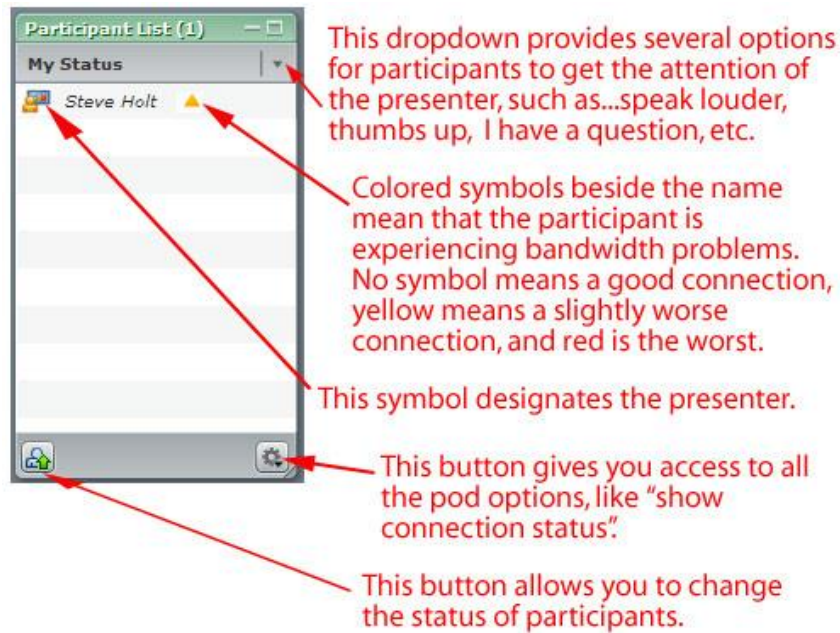 Participant List (1)
My Status
Steve Holt
This dropdown provides several options
for participants to get the attention of
the presenter, such as...speak louder,
thumbs up, I have a question, etc.
Colored symbols beside the name
mean that the participant is
experiencing bandwidth problems.
No symbol means a good connection,
yellow means a slightly worse
connection, and red is the worst.
This symbol designates the presenter.
This button gives you access to all
the pod options, like “show
connection status”.
This button allows you to change
the status of participants.